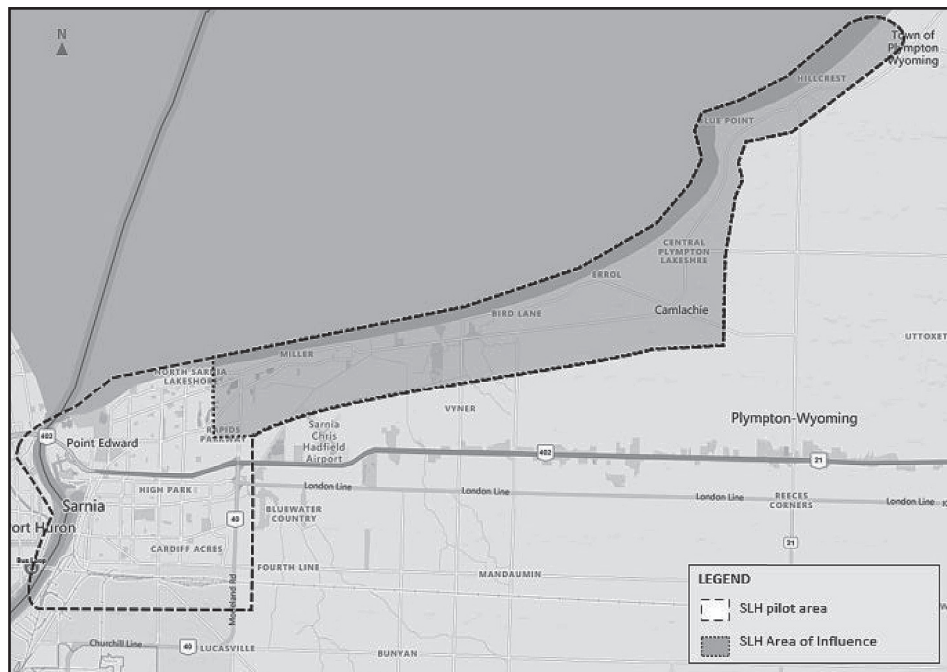 N
Town of
Plympton
Wyoming
HILLCREST
BLUE POINT
CENTRAL
PLYMPTON
LAKESHRE
ERROL
BIRD LANE
Camlachie
UTTOXET
MILLER
NORTH SARNIA
LAKESHOR
VYNER
RAPIDS
PARKWAY
Sarnia
Chris
Hadfield
Airport
Plympton-Wyoming
402
Point Edward
402
21
HIGH PARK
London Line
London Line
London Line
London Line
REECES
CORNERS
Sarnia
BLUEWATER
COUNTRY
40
ort Huron
CARDIFF ACRES
21
FOURTH LINE
MANDAUMIN
Modeland Rd
LEGEND
SLH pilot area
SLH Area of Influence
Churchill Line
40
LUCASVILLE
BUNYAN